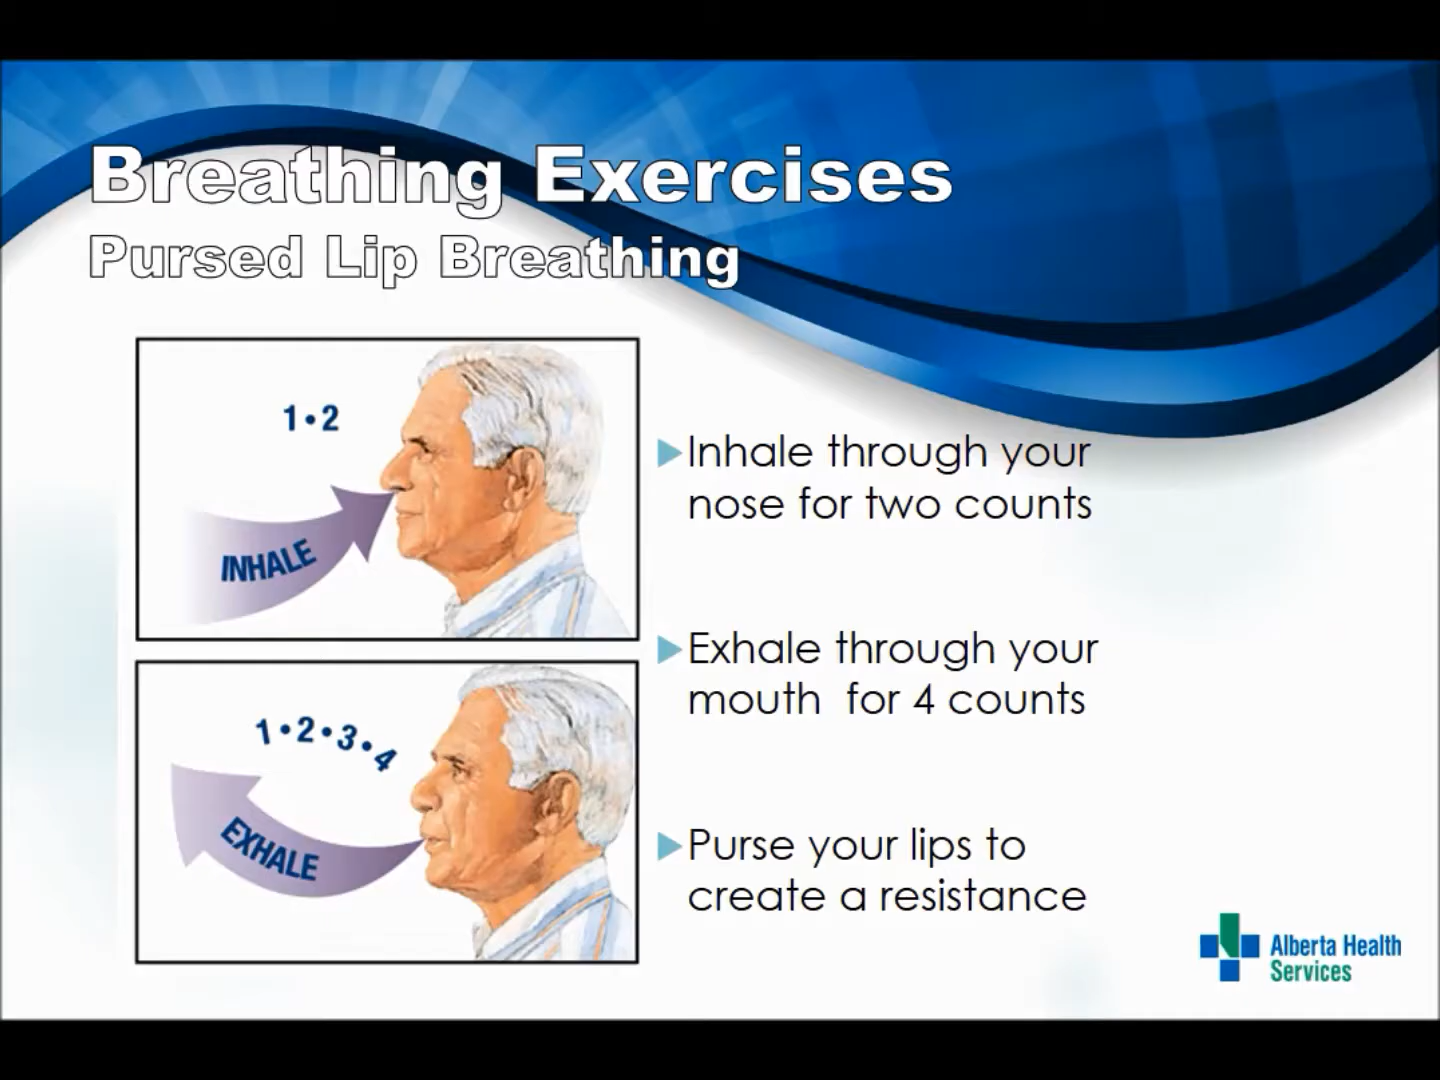 Breathing Exercises
Pursed Lip Breathing
1•2
INHALE
1•2•3•4
EXHALE
Inhale through your
nose for two counts
Exhale through your
mouth  for 4 counts
Purse your lips to
create a resistance
Alberta Health
Services